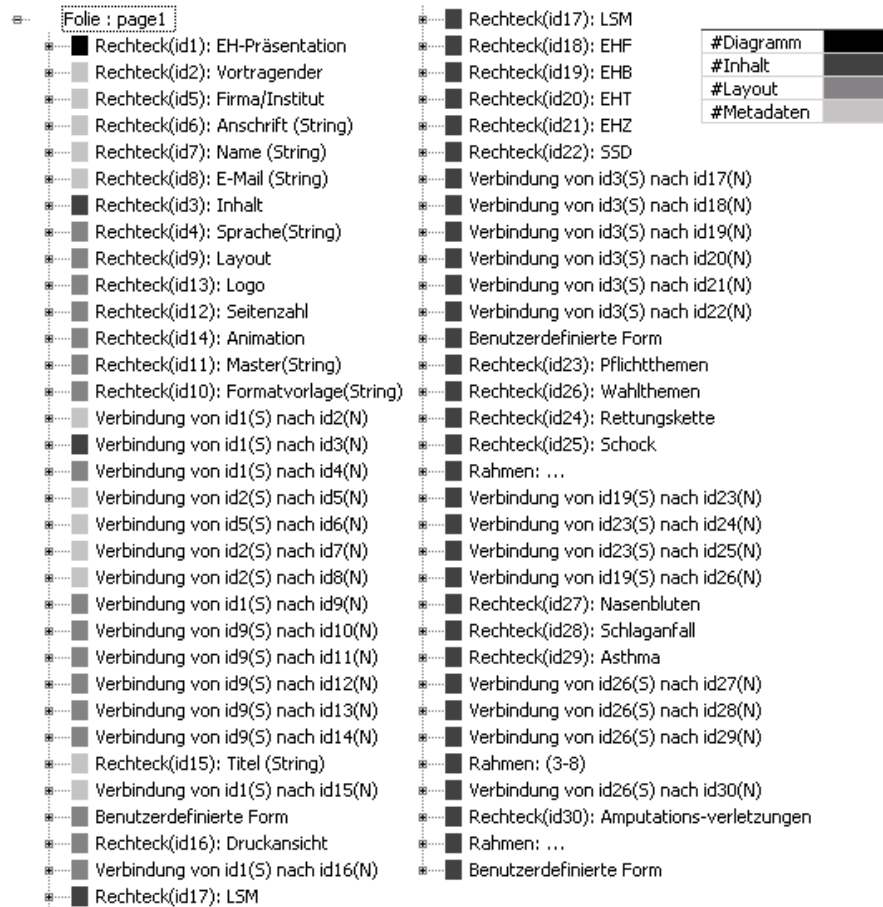 Folie : page1
Rechteck(id1): EH-Präsentation
Rechteck(id2): Vortragender
Rechteck(id5): Firma/Institut
Rechteck(id6): Anschrift (String)
Rechteck(id7): Name (String)
Rechteck(id8): E-Mail (String)
Rechteck(id3): Inhalt
Rechteck(id4): Sprache(String)
Rechteck(id9): Layout
Rechteck(id13): Logo
Rechteck(id12): Seitenzahl
Rechteck(id14): Animation
Rechteck(id11): Master(String)
Rechteck(id10): Formatvorlage(String)
Verbindung von id1(S) nach id2(N)
Verbindung von id1(S) nach id3(N)
Verbindung von id1(S) nach id4(N)
Verbindung von id2(S) nach id5(N)
Verbindung von id5(S) nach id6(N)
Verbindung von id2(S) nach id7(N)
Verbindung von id2(S) nach id8(N)
Verbindung von id1(S) nach id9(N)
Verbindung von id9(S) nach id10(N)
Verbindung von id9(S) nach id11(N)
Verbindung von id9(S) nach id12(N)
Verbindung von id9(S) nach id13(N)
Verbindung von id9(S) nach id14(N)
Rechteck(id15): Titel (String)
Verbindung von id1(S) nach id15(N)
Benutzerdefinierte Form
Rechteck(id16): Druckansicht
Verbindung von id1(S) nach id16(N)
Rechteck(id17): LSM
Rechteck(id17): LSM
Rechteck(id18): EHF
Rechteck(id19): EHB
Rechteck(id20): EHT
Rechteck(id21): EHZ
Rechteck(id22): SSD
Verbindung von id3(S) nach id17(N)
Verbindung von id3(S) nach id18(N)
Verbindung von id3(S) nach id19(N)
Verbindung von id3(S) nach id20(N)
Verbindung von id3(S) nach id21(N)
Verbindung von id3(S) nach id22(N)
Benutzerdefinierte Form
Rechteck(id23): Pflichtthemen
Rechteck(id26): Wahlthemen
Rechteck(id24): Rettungskette
Rechteck(id25): Schock
Rahmen: ...
Verbindung von id19(S) nach id23(N)
Verbindung von id23(S) nach id24(N)
Verbindung von id23(S) nach id25(N)
Verbindung von id19(S) nach id26(N)
Rechteck(id27): Nasenbluten
Rechteck(id28): Schlaganfall
Rechteck(id29): Asthma
Verbindung von id26(S) nach id27(N)
Verbindung von id26(S) nach id28(N)
Verbindung von id26(S) nach id29(N)
Rahmen: (3-8)
Verbindung von id26(S) nach id30(N)
Rechteck(id30): Amputations-verletzungen
Rahmen: ...
Benutzerdefinierte Form
#Diagramm
#Inhalt
#Layout
#Metadaten